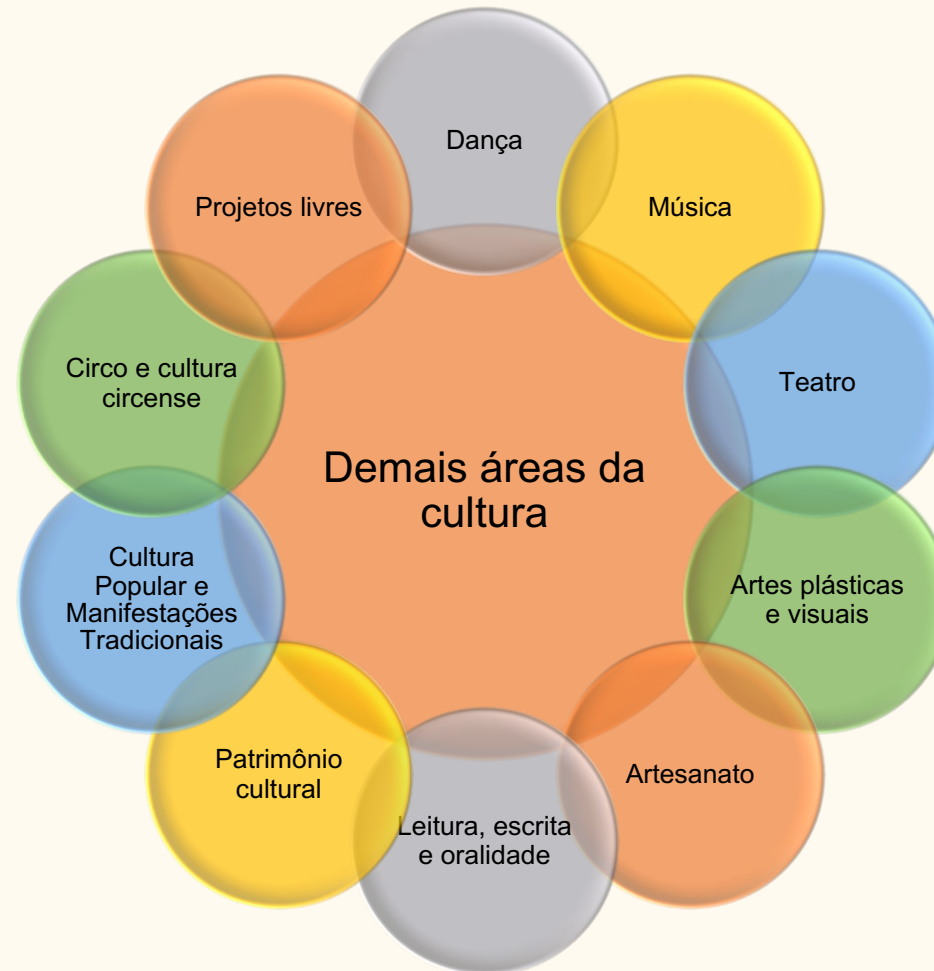 Dança
Projetos livres
Música
Circo e cultura
circense
Teatro
Demais áreas da
cultura
Cultura
Popular e
Manifestações
Tradicionais
Artes plásticas
e visuais
Patrimônio
cultural
Artesanato
Leitura, escrita
e oralidade